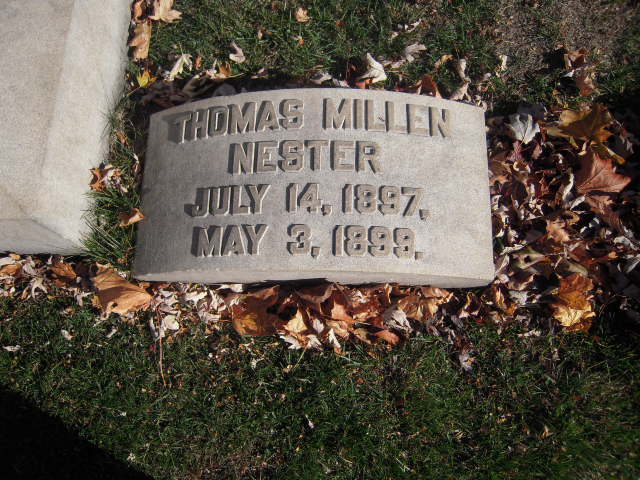 THOMAS MILLEN
NESTER
JULY 14, 1897,
MAY 3, 1899.